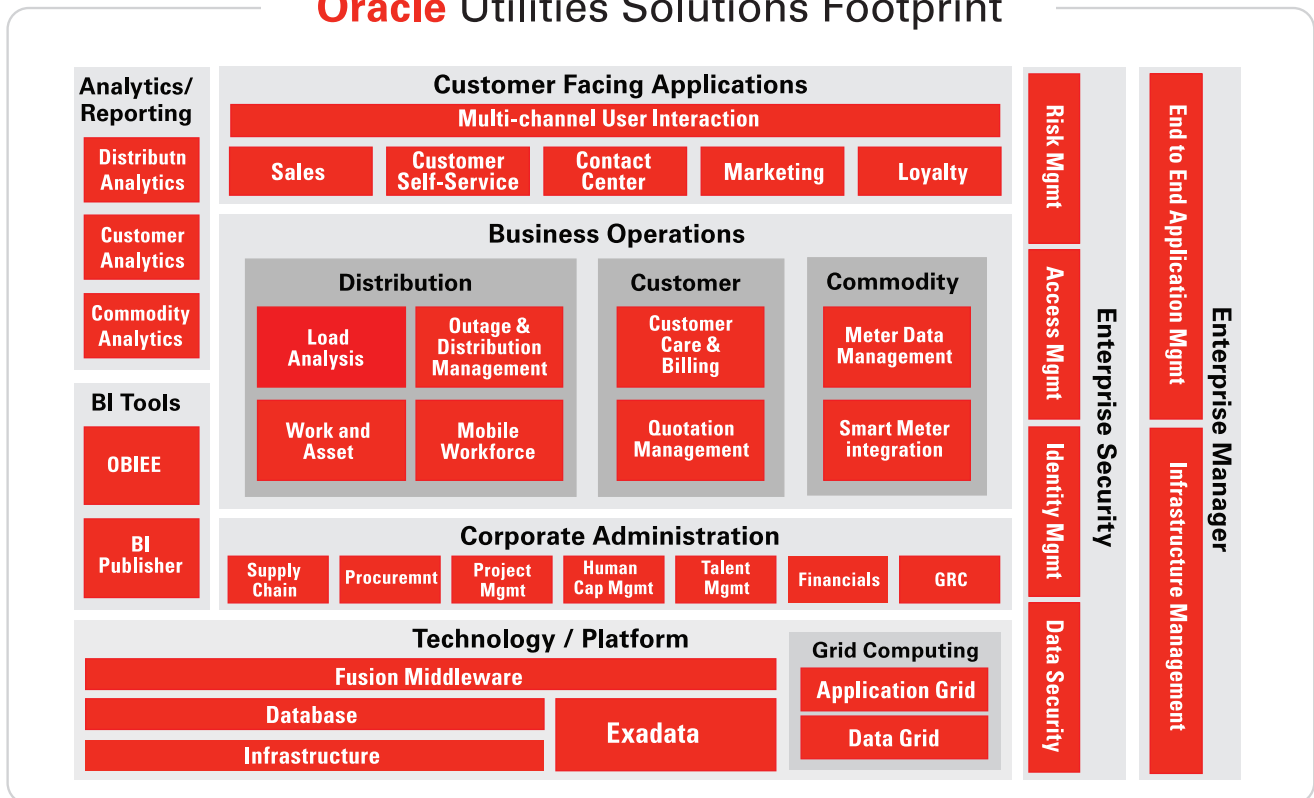 Oracle Utilities Solutions Footprint
Analytics/
Reporting
Distributn
Analytics
Customer
Analytics
Commodity
Analytics
BI Tools
OBIEE
BI
Publisher
Customer Facing Applications
Multi-channel User Interaction
Sales
Customer
Self-Service
Contact
Center
Marketing
Loyalty
Business Operations
Distribution
Load
Analysis
Outage &
Distribution
Management
Work and
Asset
Mobile
Workforce
Customer
Customer
Care &
Billing
Quotation
Management
Commodity
Meter Data
Management
Smart Meter
integration
Corporate Administration
Supply
Chain
Procuremnt
Project
Mgmt
Human
Cap Mgmt
Talent
Mgmt
Financials
GRC
Technology / Platform
Fusion Middleware
Database
Infrastructure
Exadata
Grid Computing
Application Grid
Data Grid
Risk Mgmt
Access Mgmt
Identity Mgmt
Data Security
Enterprise Security
End to End Application Mgmt
Infrastructure Management
Enterprise Manager